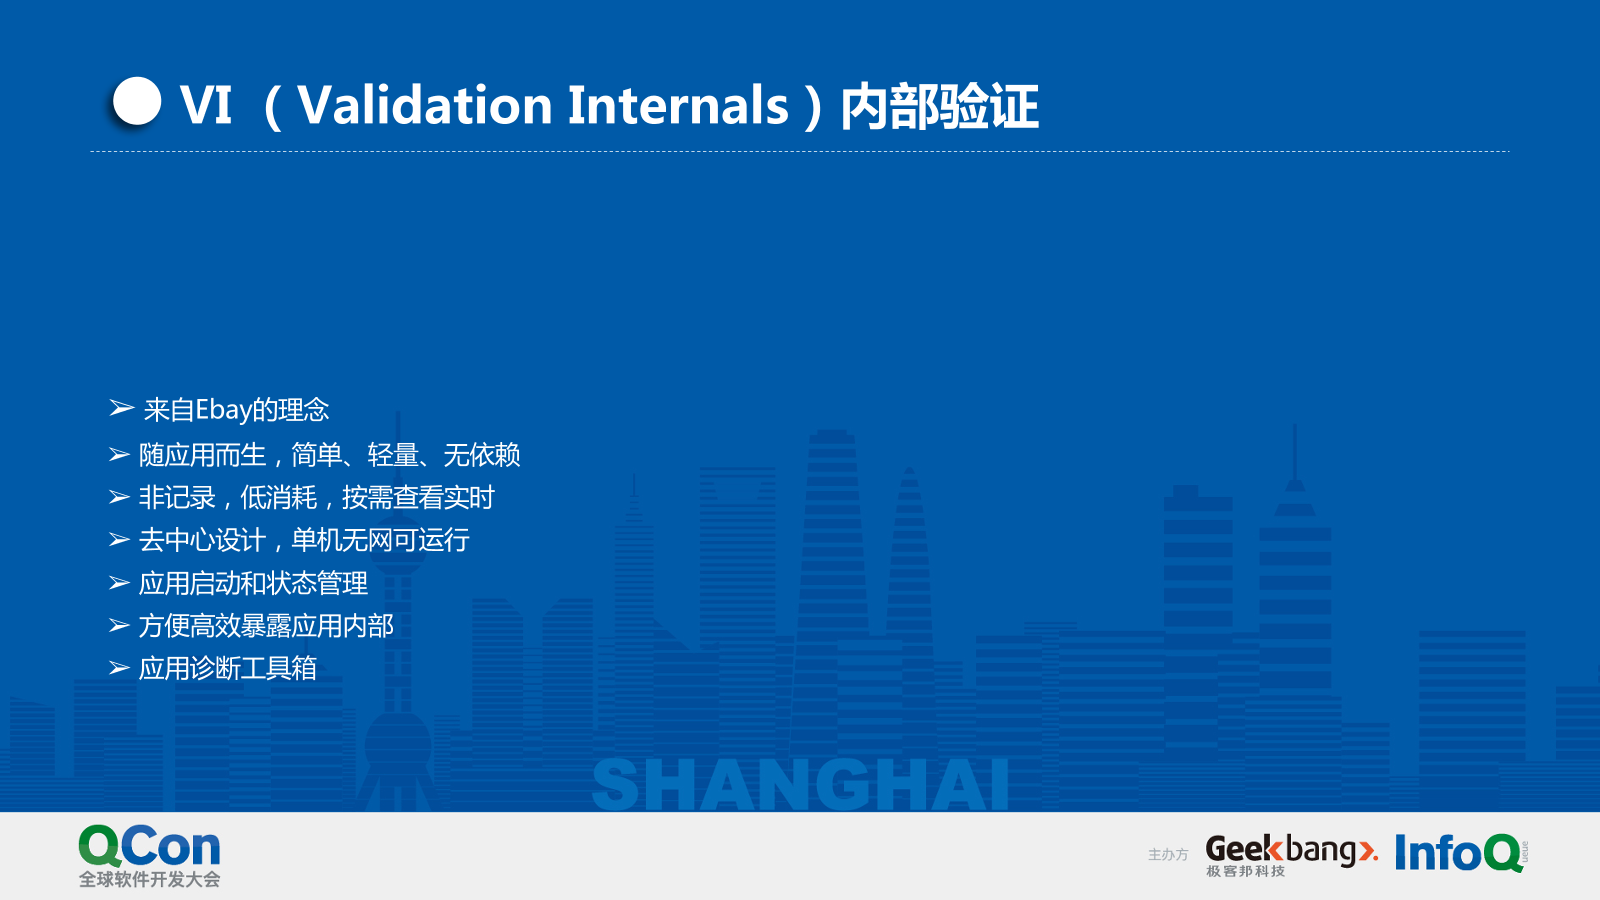 VI （Validation Internals）内部验证
➢ 来自Ebay的理念
➢ 随应用而生，简单、轻量、无依赖
➢ 非记录，低消耗，按需查看实时
➢ 去中心设计，单机无网可运行
➢ 应用启动和状态管理
➢ 方便高效暴露应用内部
➢ 应用诊断工具箱
SHANGHAI
QCon
全球软件开发大会
主办方
Geekbang>.
极客邦科技
InfoQ
ueue